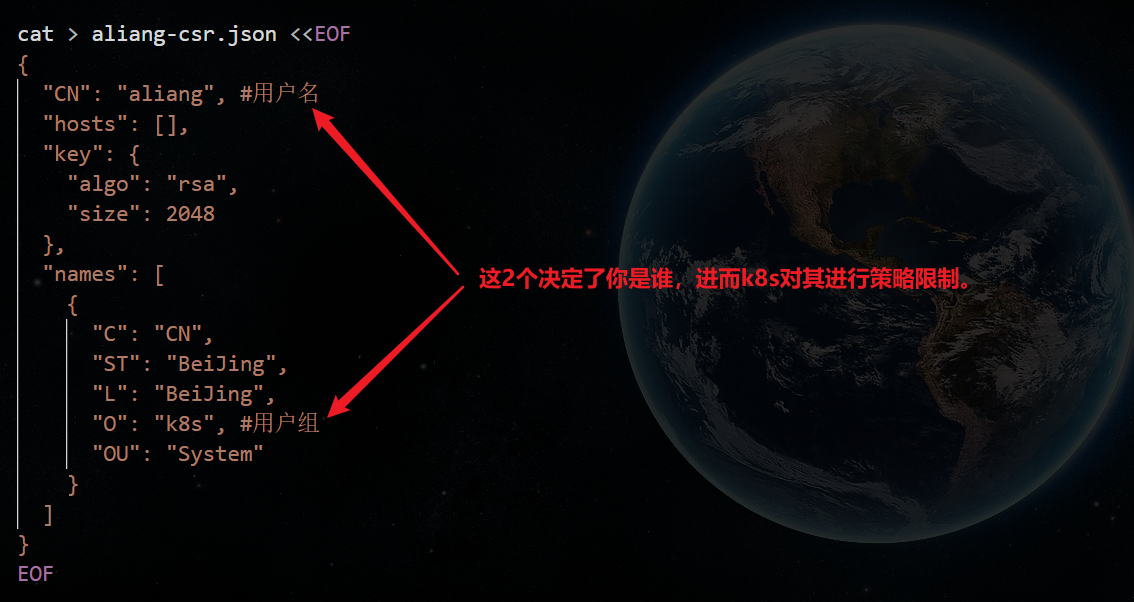 cat > aliang-csr.json <<EOF
{
"CN": "aliang", #用户名
"hosts": [],
"key": {
"algo": "rsa",
"size": 2048
},
"names": [
这2个决定了你是谁，进而k8s对其进行策略限制。
{
"C": "CN",
"ST": "BeiJing",
"L": "BeiJing",
"O": "k8s", #用户组
"OU": "System"
}
]
}
EOF